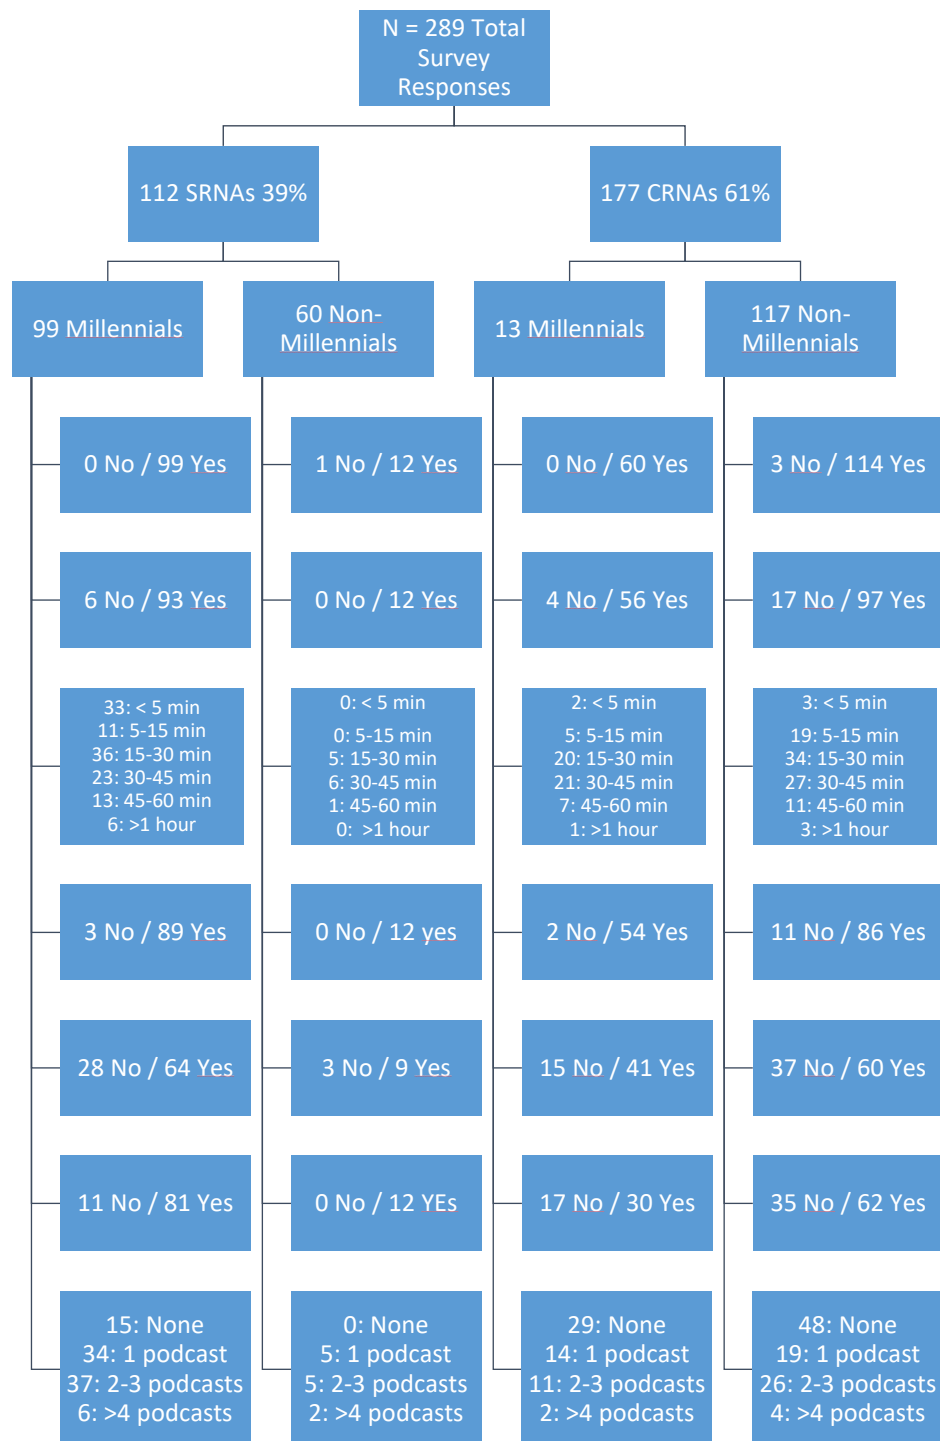 N = 289 Total
Survey
Responses
112 SRNAs 39%
177 CRNAs 61%
99 Millennials
60 Non-
Millennials
13 Millennials
117 Non-
Millennials
0 No / 99 Yes
1 No / 12 Yes
0 No / 60 Yes
3 No / 114 Yes
6 No / 93 Yes
0 No / 12 Yes
4 No / 56 Yes
17 No / 97 Yes
33: < 5 min
11: 5-15 min
36: 15-30 min
23: 30-45 min
13: 45-60 min
6: >1 hour
0: < 5 min
0: 5-15 min
5: 15-30 min
6: 30-45 min
1: 45-60 min
0: >1 hour
2: < 5 min
5: 5-15 min
20: 15-30 min
21: 30-45 min
7: 45-60 min
1: >1 hour
3: < 5 min
19: 5-15 min
34: 15-30 min
27: 30-45 min
11: 45-60 min
3: >1 hour
3 No / 89 Yes
0 No / 12 yes
2 No / 54 Yes
11 No / 86 Yes
28 No / 64 Yes
3 No / 9 Yes
15 No / 41 Yes
37 No / 60 Yes
11 No / 81 Yes
0 No / 12 YEs
17 No / 30 Yes
35 No / 62 Yes
15: None
34: 1 podcast
37: 2-3 podcasts
6: >4 podcasts
0: None
5: 1 podcast
5: 2-3 podcasts
2: >4 podcasts
29: None
14: 1 podcast
11: 2-3 podcasts
2: >4 podcasts
48: None
19: 1 podcast
26: 2-3 podcasts
4: >4 podcasts